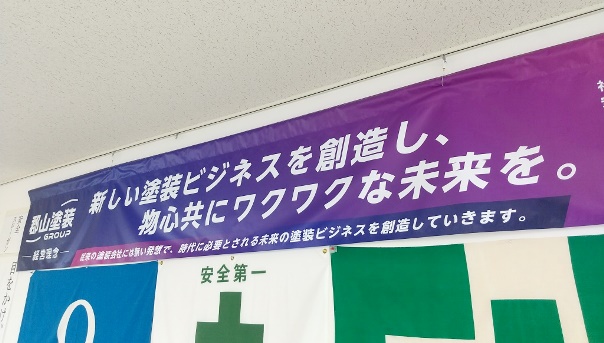 新しい塗装ビジネスを創造し、
物心共にワクワクな未来を。
郡山塗装
GROUP
経営理念
従来の塗装会社には無い発想で、時代に必要とされる未来の塗装ビジネスを創造していきます。
安全第一